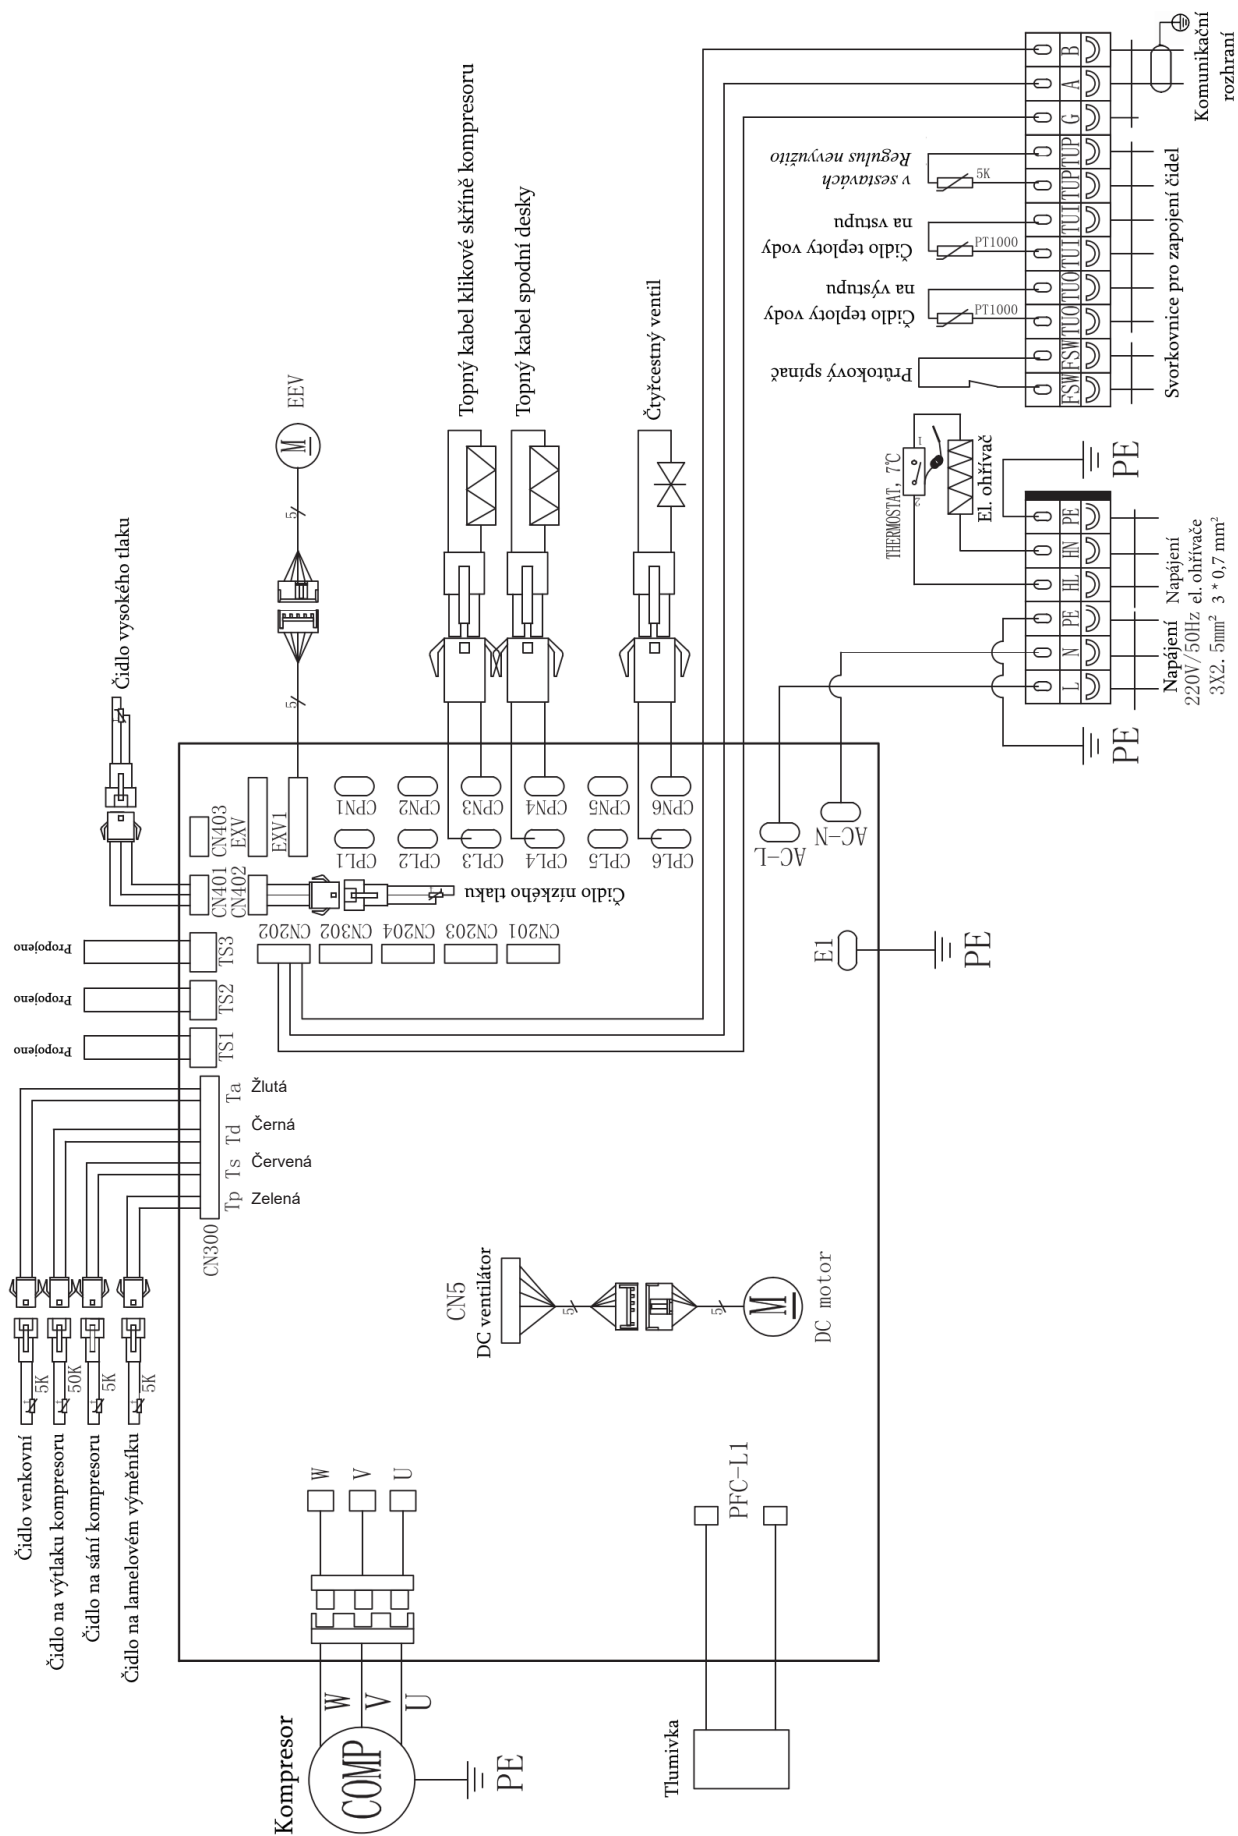 Komunikační
rozhraní
B
A
G
TUP
TUP
TUI
TUI
TUO
TUO
FSW
FSW
Svorkovnice pro zapojení čidel
v sestavách
Regulus nevyužito
5K
Čidlo teploty vody
na vstupu
PT1000
Čidlo teploty vody
na výstupu
PT1000
Průtokový spínač
THERMOSTAT, 7℃
1
2
El. ohřívač
PE
PE
HN
HL
PE
N
L
Napájení
el. ohřívače
3 * 0,7 mm²
Napájení
220V/50Hz
3X2. 5mm²
PE
Topný kabel klikové skříně kompresoru
Topný kabel spodní desky
Čtyřcestný ventil
M
EEV
5
5
Čidlo vysokého tlaku
CN403
EXV
EXV1
CN401
CN402
Čidlo nízkého tlaku
CPN1
CPN2
CPN3
CPN4
CPN5
CPN6
CPL1
CPL2
CPL3
CPL4
CPL5
CPL6
AC-L
AC-N
CN202
CN302
CN204
CN203
CN201
E1
PE
Propojeno
TS3
Propojeno
TS2
Propojeno
TS1
Ta
Žlutá
Td
Černá
Ts
Červená
Tp
Zelená
CN300
5K
50K
5K
5K
Čidlo venkovní
Čidlo na výtlaku kompresoru
Čidlo na sání kompresoru
Čidlo na lamelovém výměníku
CN5
DC ventilátor
5
5
M
DC motor
W
V
U
W
V
U
Kompresor
COMP
PE
PFC-L1
Tlumivka